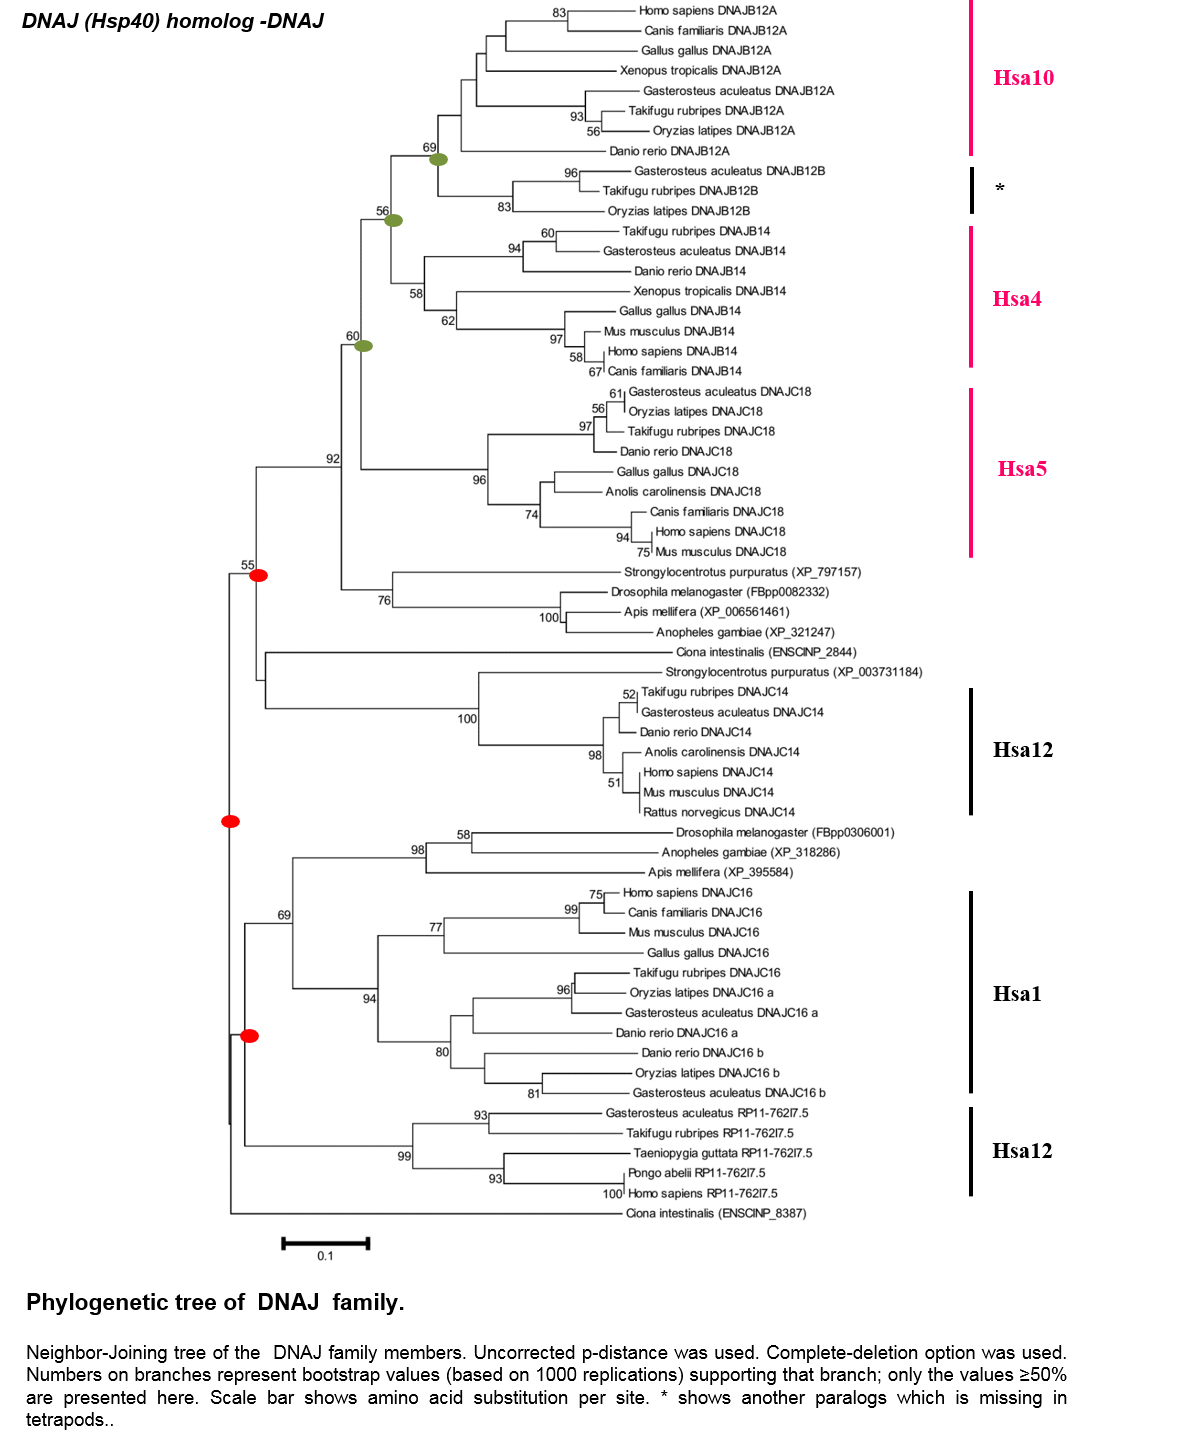 DNAJ (Hsp40) homolog -DNAJ
83
Homo sapiens DNAJB12A
Canis familiaris DNAJB12A
Gallus gallus DNAJB12A
Xenopus tropicalis DNAJB12A
Hsa10
Gasterosteus aculeatus DNAJB12A
93
Takifugu rubripes DNAJB12A
56
Oryzias latipes DNAJB12A
69
Danio rerio DNAJB12A
96
Gasterosteus aculeatus DNAJB12B
Takifugu rubripes DNAJB12B
*
83
Oryzias latipes DNAJB12B
56
60
Takifugu rubripes DNAJB14
94
Gasterosteus aculeatus DNAJB14
Danio rerio DNAJB14
58
Xenopus tropicalis DNAJB14
Hsa4
62
Gallus gallus DNAJB14
97
Mus musculus DNAJB14
60
58
Homo sapiens DNAJB14
67
Canis familiaris DNAJB14
61
Gasterosteus aculeatus DNAJC18
56
Oryzias latipes DNAJC18
97
Takifugu rubripes DNAJC18
Danio rerio DNAJC18
92
96
Gallus gallus DNAJC18
Hsa5
Anolis carolinensis DNAJC18
74
Canis familiaris DNAJC18
94
Homo sapiens DNAJC18
75
Mus musculus DNAJC18
55
Strongylocentrotus purpuratus (XP_797157)
76
Drosophila melanogaster (FBpp0082332)
100
Apis mellifera (XP_006561461)
Anopheles gambiae (XP_321247)
Ciona intestinalis (ENSCINP_2844)
Strongylocentrotus purpuratus (XP_003731184)
100
52
Takifugu rubripes DNAJC14
Gasterosteus aculeatus DNAJC14
Danio rerio DNAJC14
98
Anolis carolinensis DNAJC14
Hsa12
51
Homo sapiens DNAJC14
Mus musculus DNAJC14
Rattus norvegicus DNAJC14
58
Drosophila melanogaster (FBpp0306001)
98
Anopheles gambiae (XP_318286)
Apis mellifera (XP_395584)
75
Homo sapiens DNAJC16
69
99
Canis familiaris DNAJC16
77
Mus musculus DNAJC16
Gallus gallus DNAJC16
94
Takifugu rubripes DNAJC16
96
Oryzias latipes DNAJC16 a
Hsa1
Gasterosteus aculeatus DNAJC16 a
Danio rerio DNAJC16 a
80
Danio rerio DNAJC16 b
Oryzias latipes DNAJC16 b
81
Gasterosteus aculeatus DNAJC16 b
93
Gasterosteus aculeatus RP11-762I7.5
Takifugu rubripes RP11-762I7.5
99
Taeniopygia guttata RP11-762I7.5
Hsa12
93
Pongo abelii RP11-762I7.5
100
Homo sapiens RP11-762I7.5
Ciona intestinalis (ENSCINP_8387)
0.1
Phylogenetic tree of DNAJ family.
Neighbor-Joining tree of the DNAJ family members. Uncorrected p-distance was used. Complete-deletion option was used.
Numbers on branches represent bootstrap values (based on 1000 replications) supporting that branch; only the values ≥50%
are presented here. Scale bar shows amino acid substitution per site. * shows another paralogs which is missing in
tetrapods..